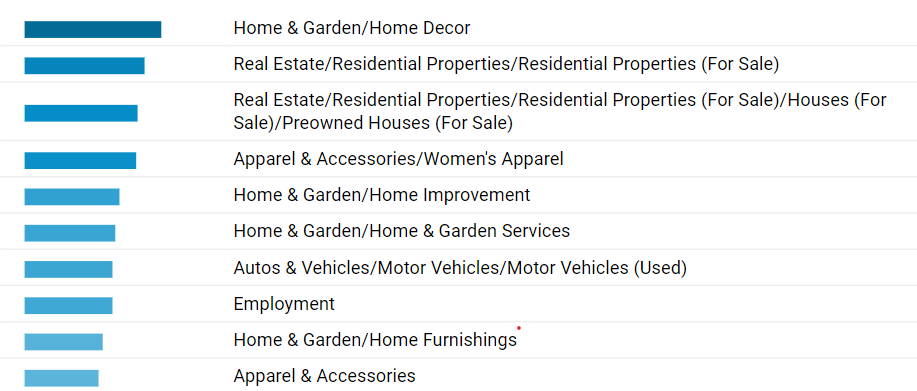 Home & Garden/Home Decor
Real Estate/Residential Properties/Residential Properties (For Sale)
Real Estate/Residential Properties/Residential Properties (For Sale)/Houses (For
Sale)/Preowned Houses (For Sale)
Apparel & Accessories/Women's Apparel
Home & Garden/Home Improvement
Home & Garden/Home & Garden Services
Autos & Vehicles/Motor Vehicles/Motor Vehicles (Used)
Employment
Home & Garden/Home Furnishings
Apparel & Accessories